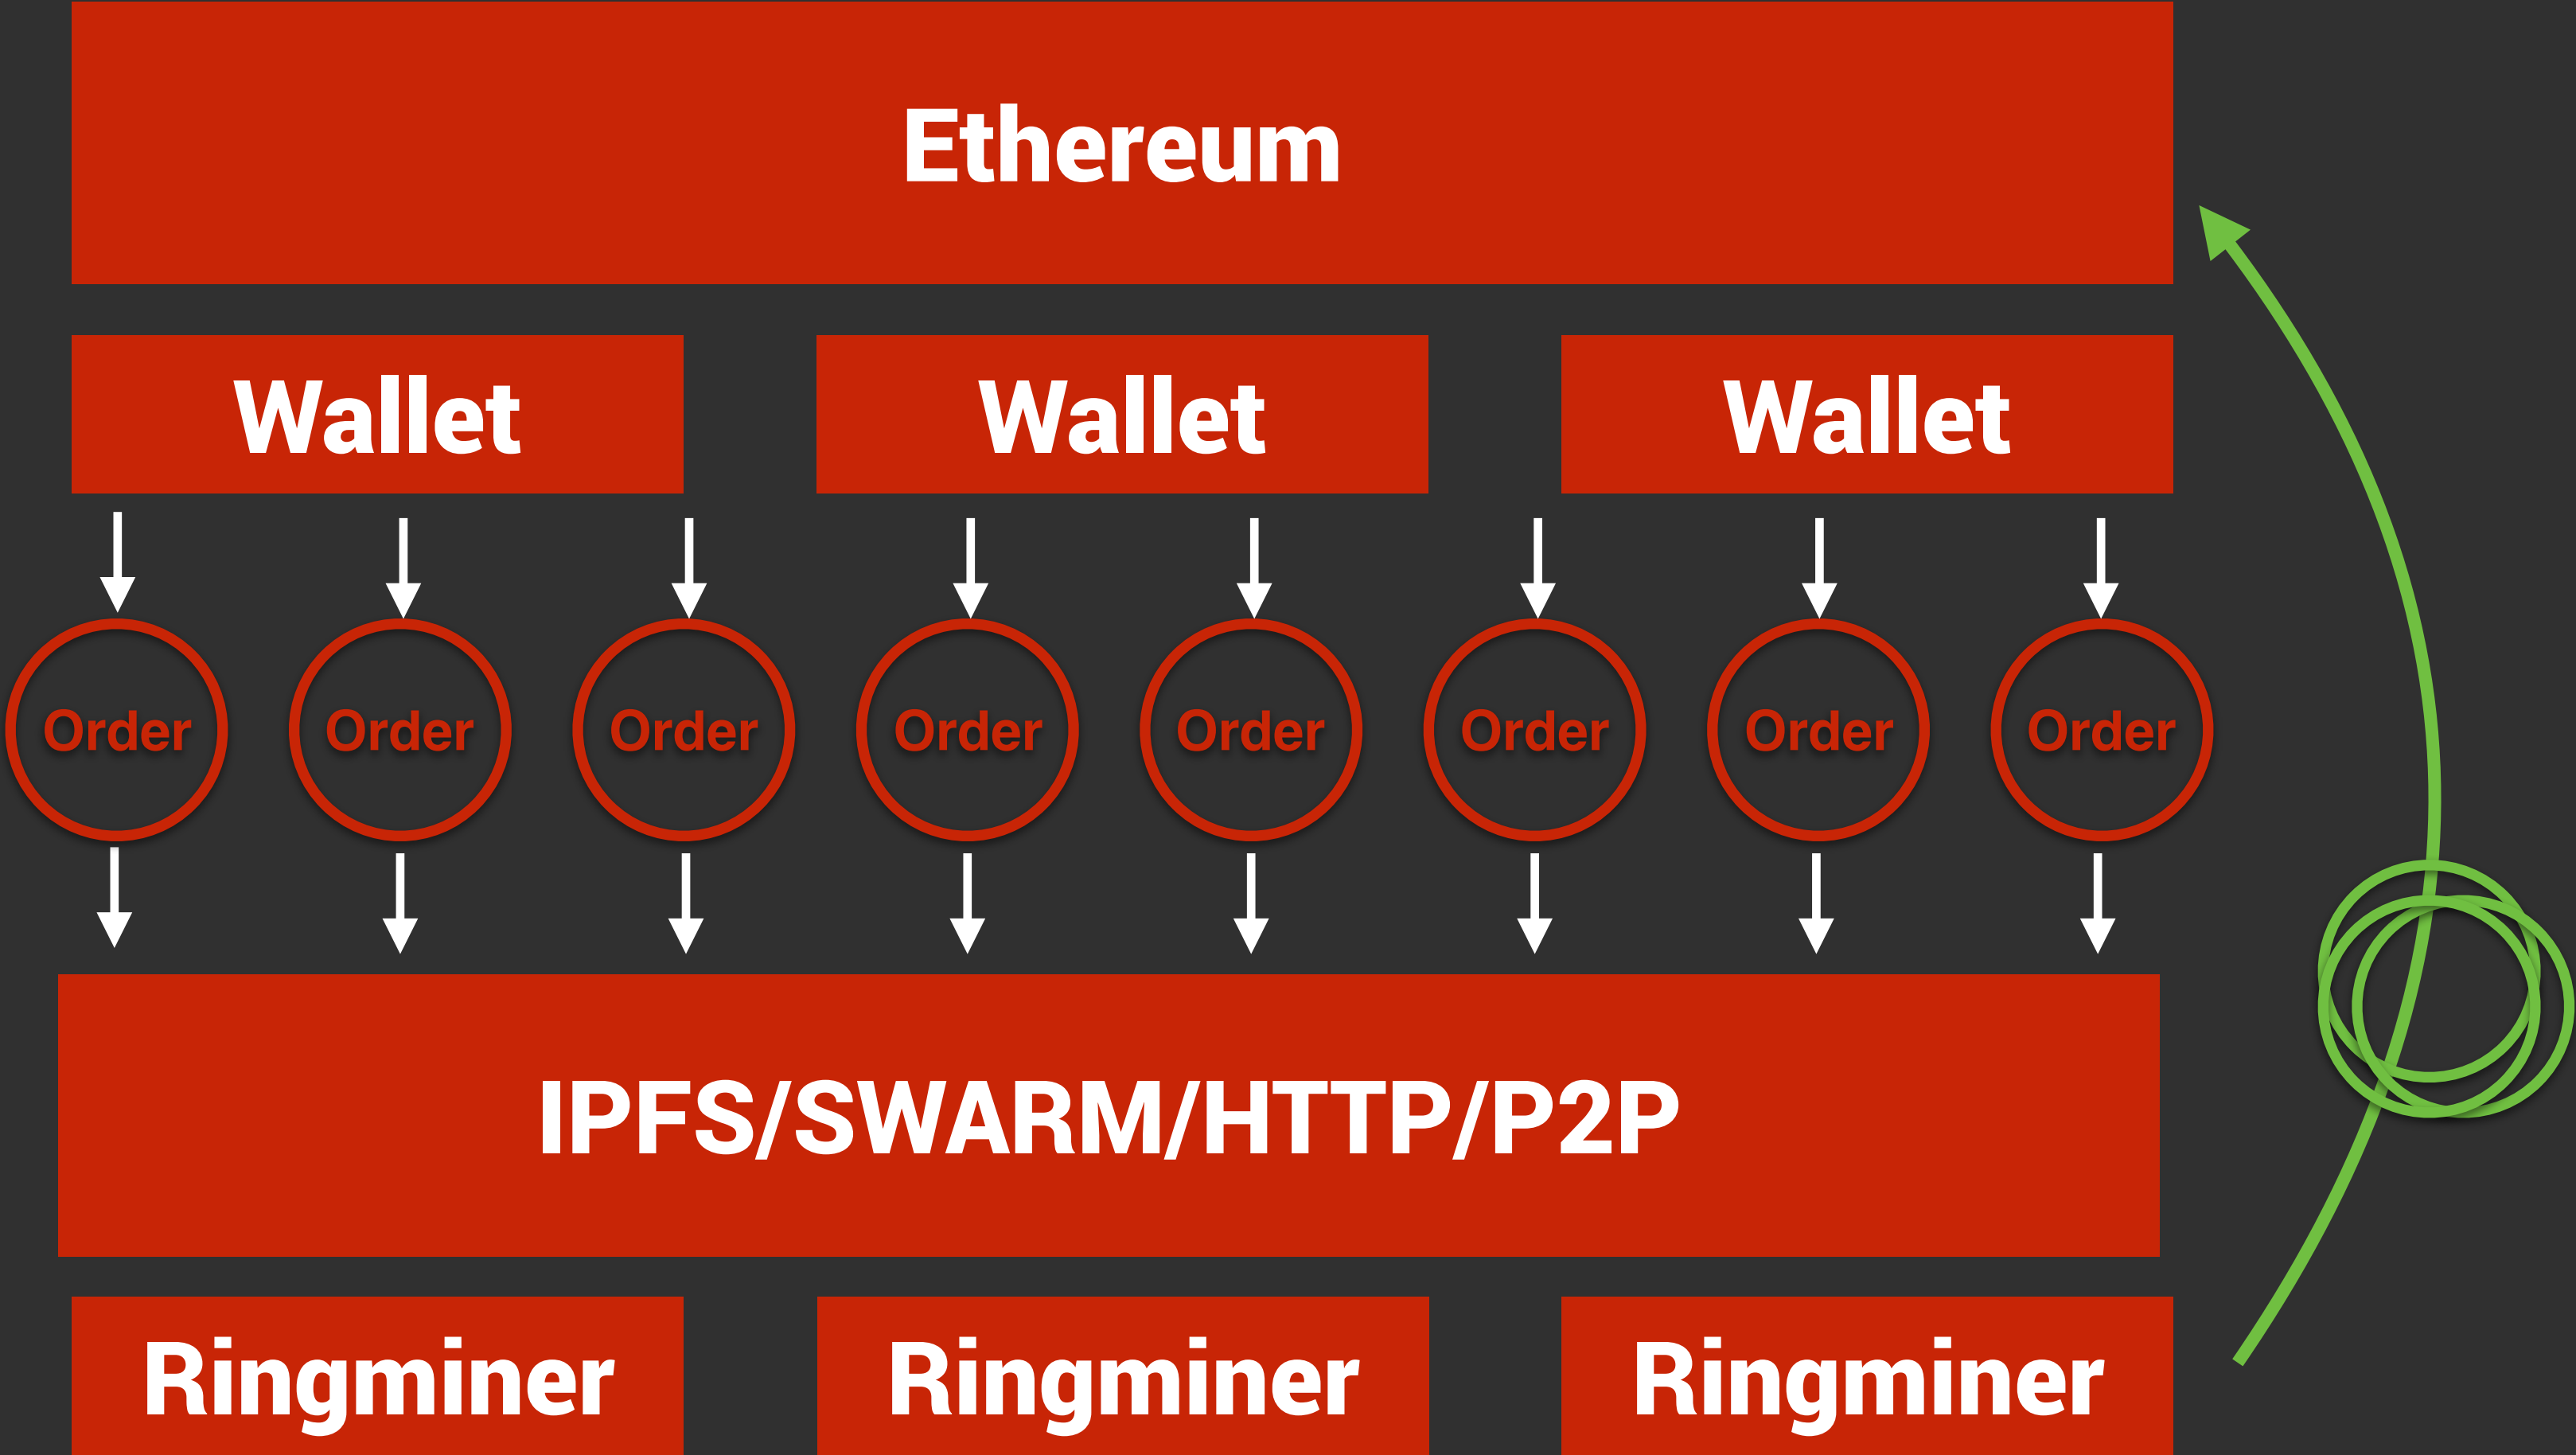 Ethereum
Wallet Wallet Wallet
Order Order Order Order Order Order Order Order
IPFS/SWARM/HTTP/P2P
Ringminer Ringminer Ringminer